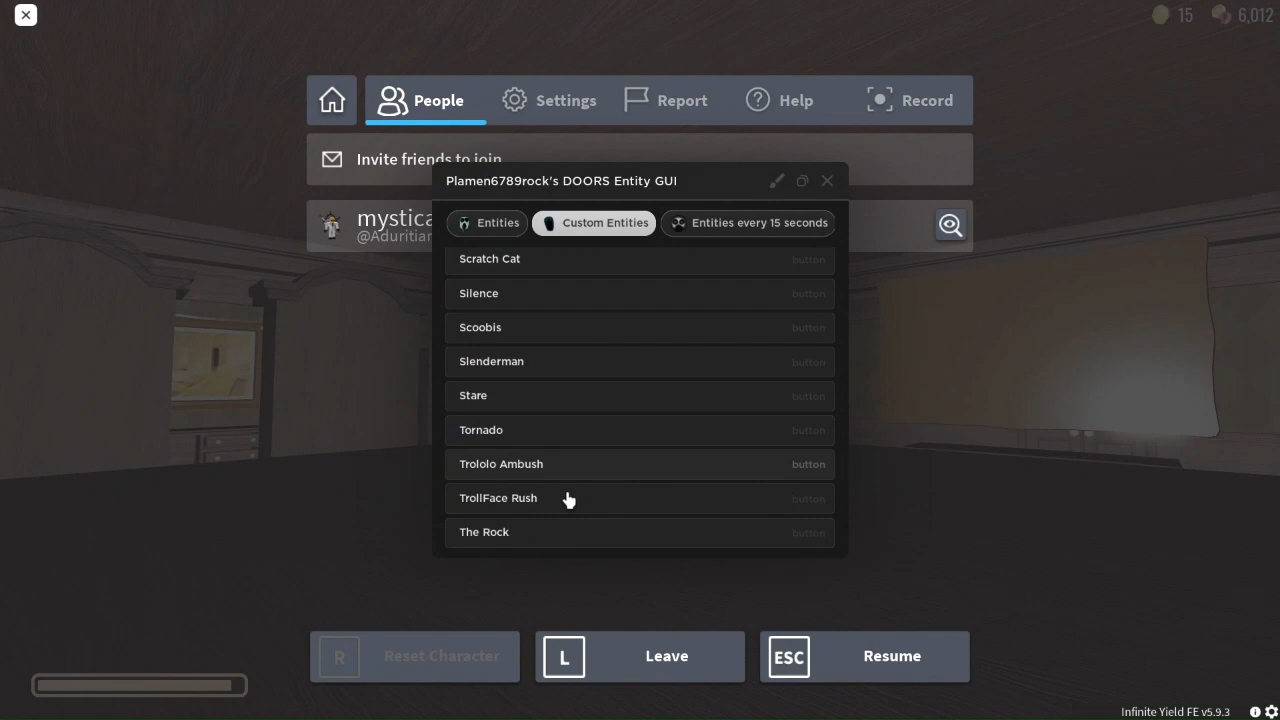 15 6,012
People Settings Report Help Record
Invite friends to join
mystica
@Aduritian
Plamen6789rock's DOORS Entity GUI
Entities Custom Entities Entities every 15 seconds
Scratch Cat button
Silence button
Scoobis button
Slenderman button
Stare button
Tornado button
Trololo Ambush button
TrollFace Rush button
The Rock button
R Reset Character L Leave ESC Resume
Infinite Yield FE v5.9.3